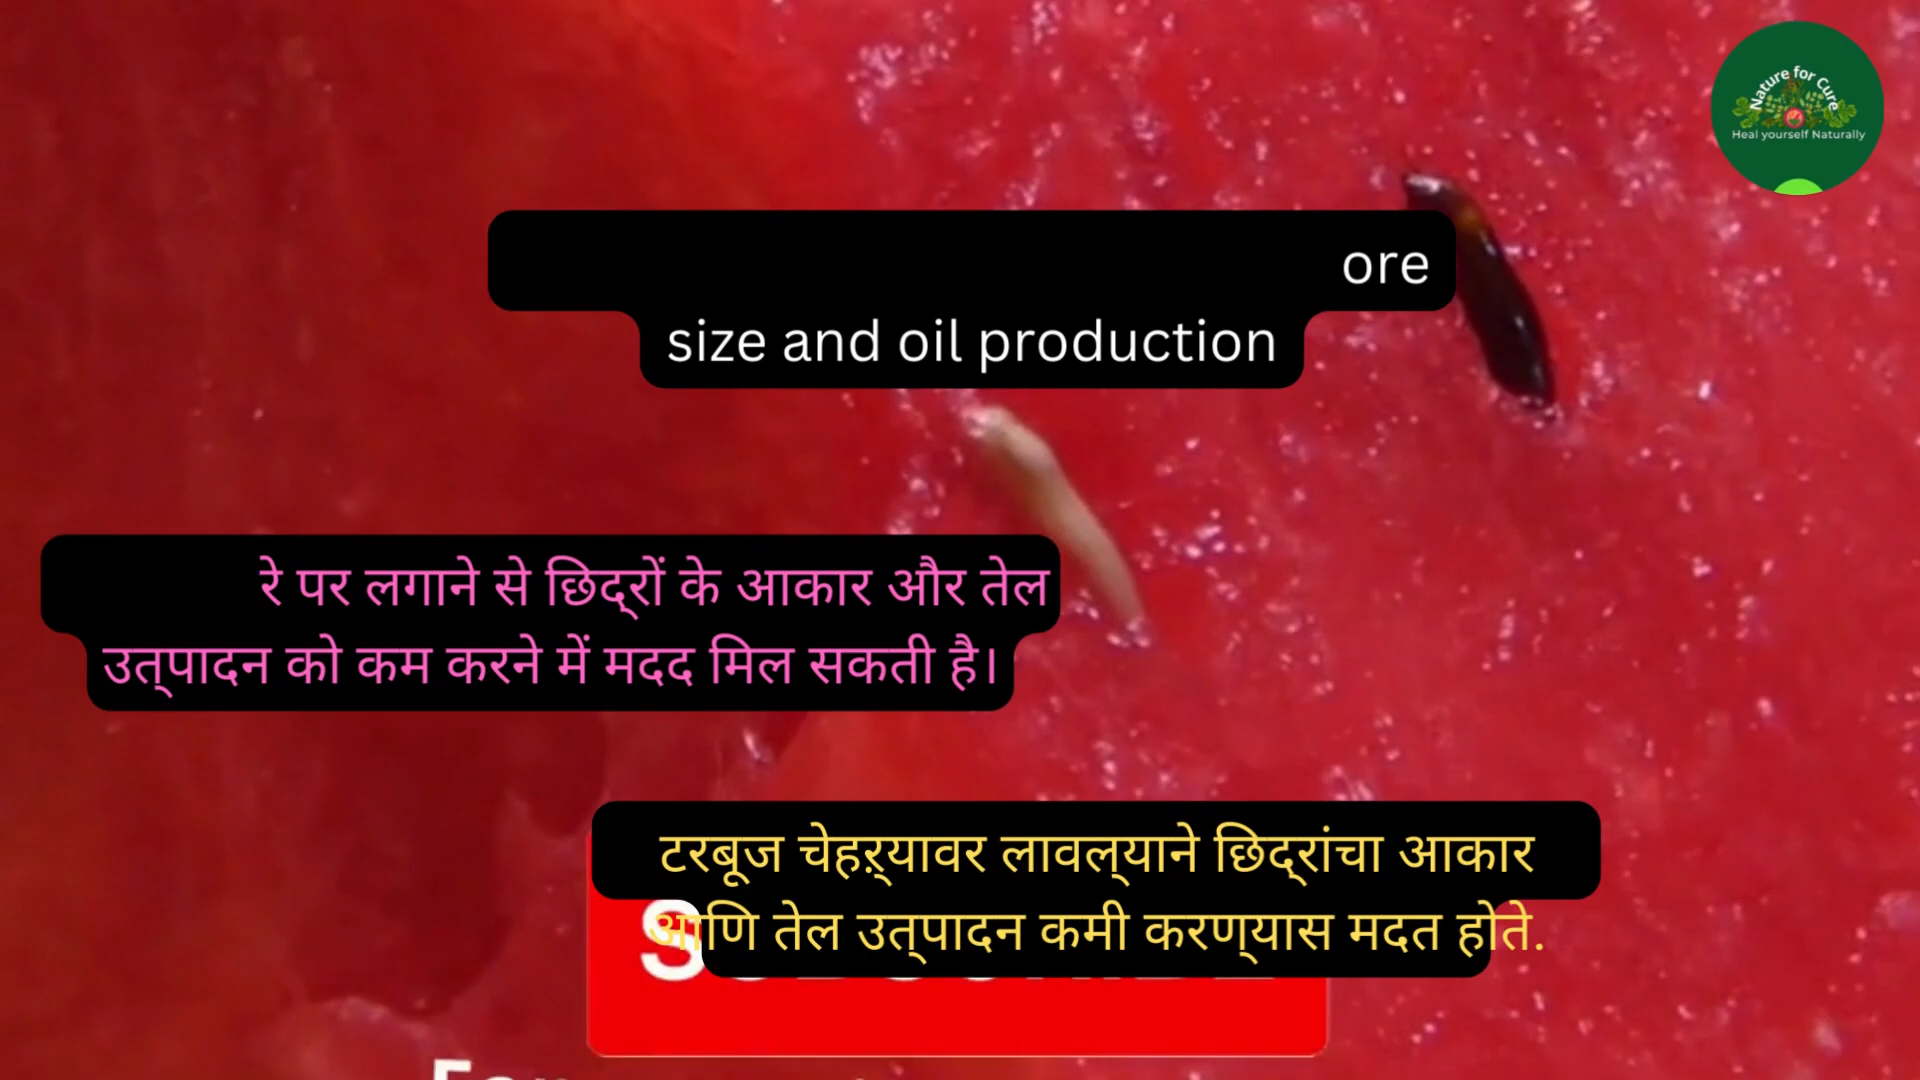 Nature for Cure
Heal yourself Naturally
ore
size and oil production
रे पर लगाने से छिद्रों के आकार और तेल
उत्पादन को कम करने में मदद मिल सकती है।
टरबूज चेहऱ्यावर लावल्याने छिद्रांचा आकार
आणि तेल उत्पादन कमी करण्यास मदत होते.